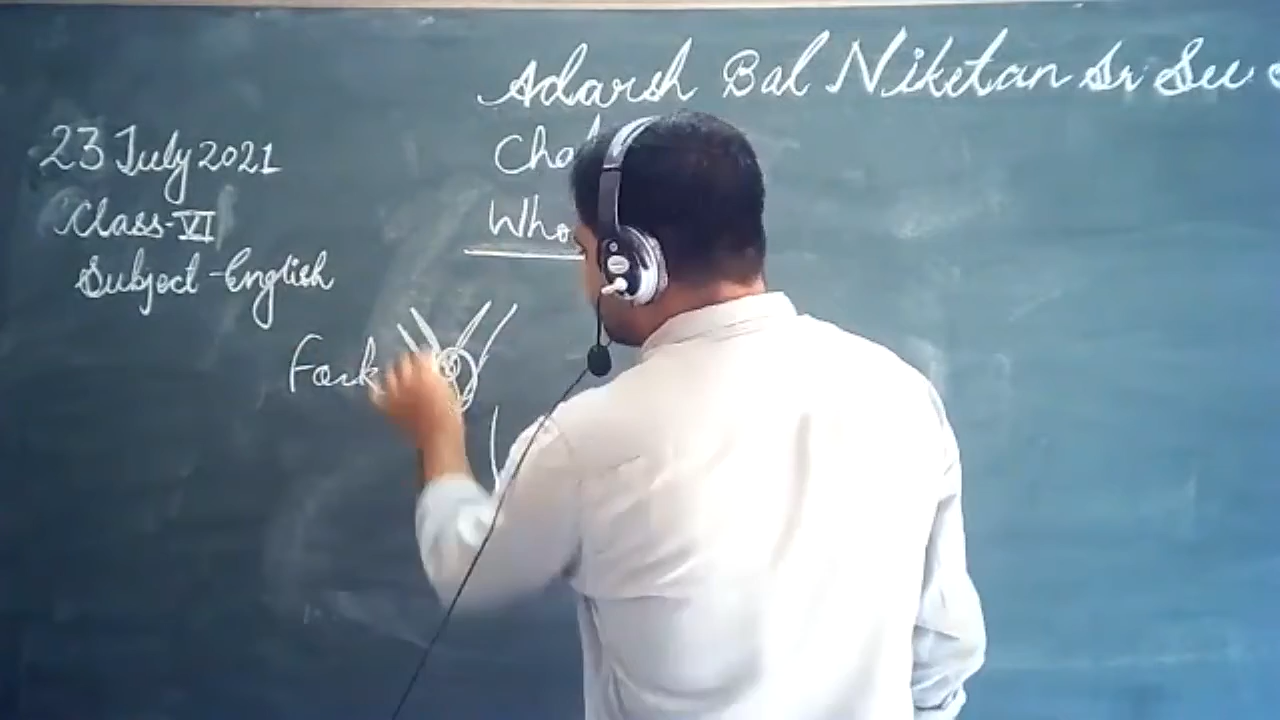 Adarsh Bal Niketan Sr Sec
23 July 2021
Class-VI
Subject-English
Fork